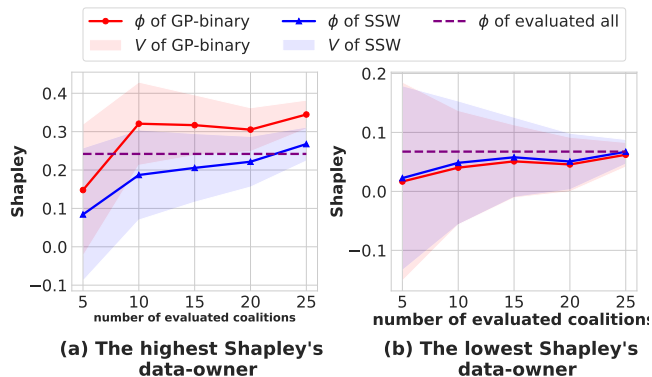 ϕ of GP-binary
ϕ of SSW
ϕ of evaluated all
V of GP-binary
V of SSW
Shapley
0.4
0.3
0.2
0.1
0.0
−0.1
5 10 15 20 25
number of evaluated coalitions
(a) The highest Shapley's
data-owner
Shapley
0.2
0.1
0.0
−0.1
5 10 15 20 25
number of evaluated coalitions
(b) The lowest Shapley's
data-owner